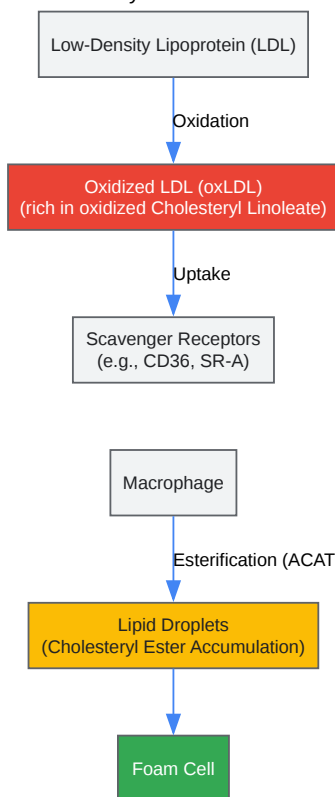 Low-Density Lipoprotein (LDL)
Oxidation
Oxidized LDL (oxLDL)
(rich in oxidized Cholesteryl Linoleate)
Uptake
Scavenger Receptors
(e.g., CD36, SR-A)
Macrophage
Esterification (ACAT
Lipid Droplets
(Cholesteryl Ester Accumulation)
Foam Cell